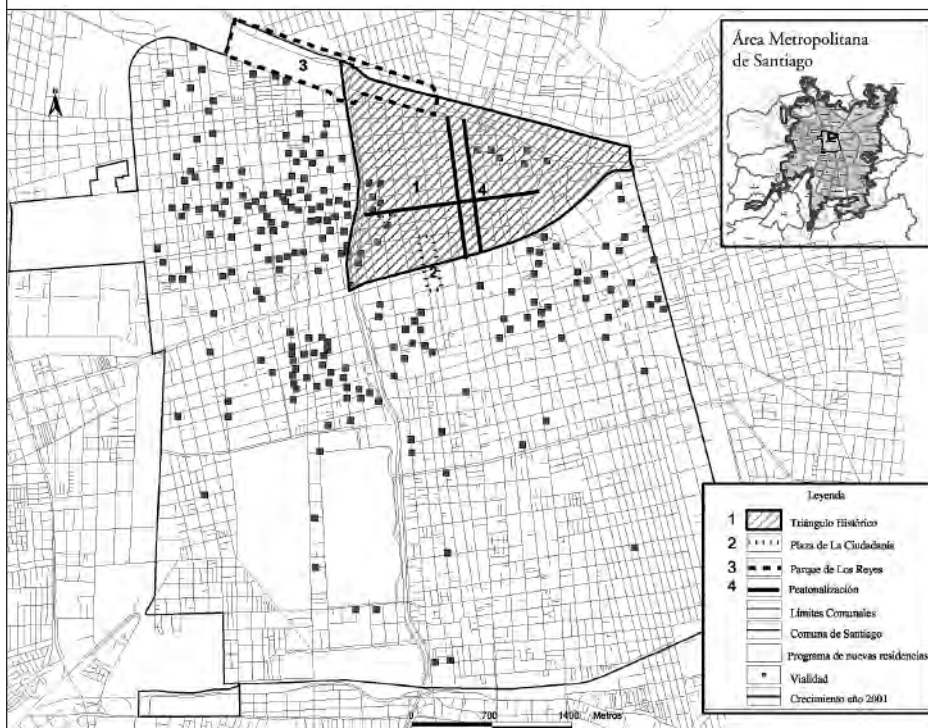 Área Metropolitana
de Santiago
3
1
4
2
Leyenda
1 Triángulo Histórico
2 Plaza de La Ciudadanía
3 Parque de Los Reyes
4 Peatonalización
Límites Comunales
Comuna de Santiago
Programa de nuevas residencias
Vialidad
Crecimiento año 2001
0 700 1400 Metros